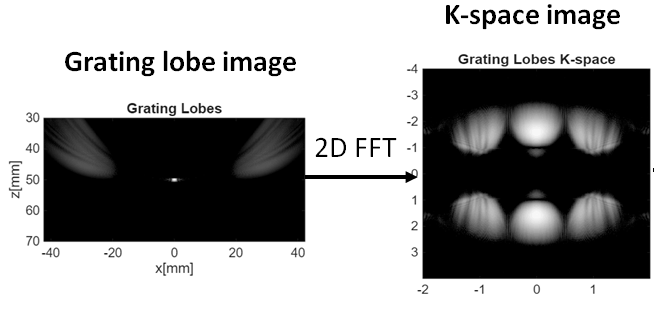 K-space image
Grating lobe image
Grating Lobes K-space
Grating Lobes
2D FFT
30
40
50
60
70
z[mm]
-40 -20 0 20 40
x[mm]
-4
-3
-2
-1
0
1
2
3
-2 -1 0 1